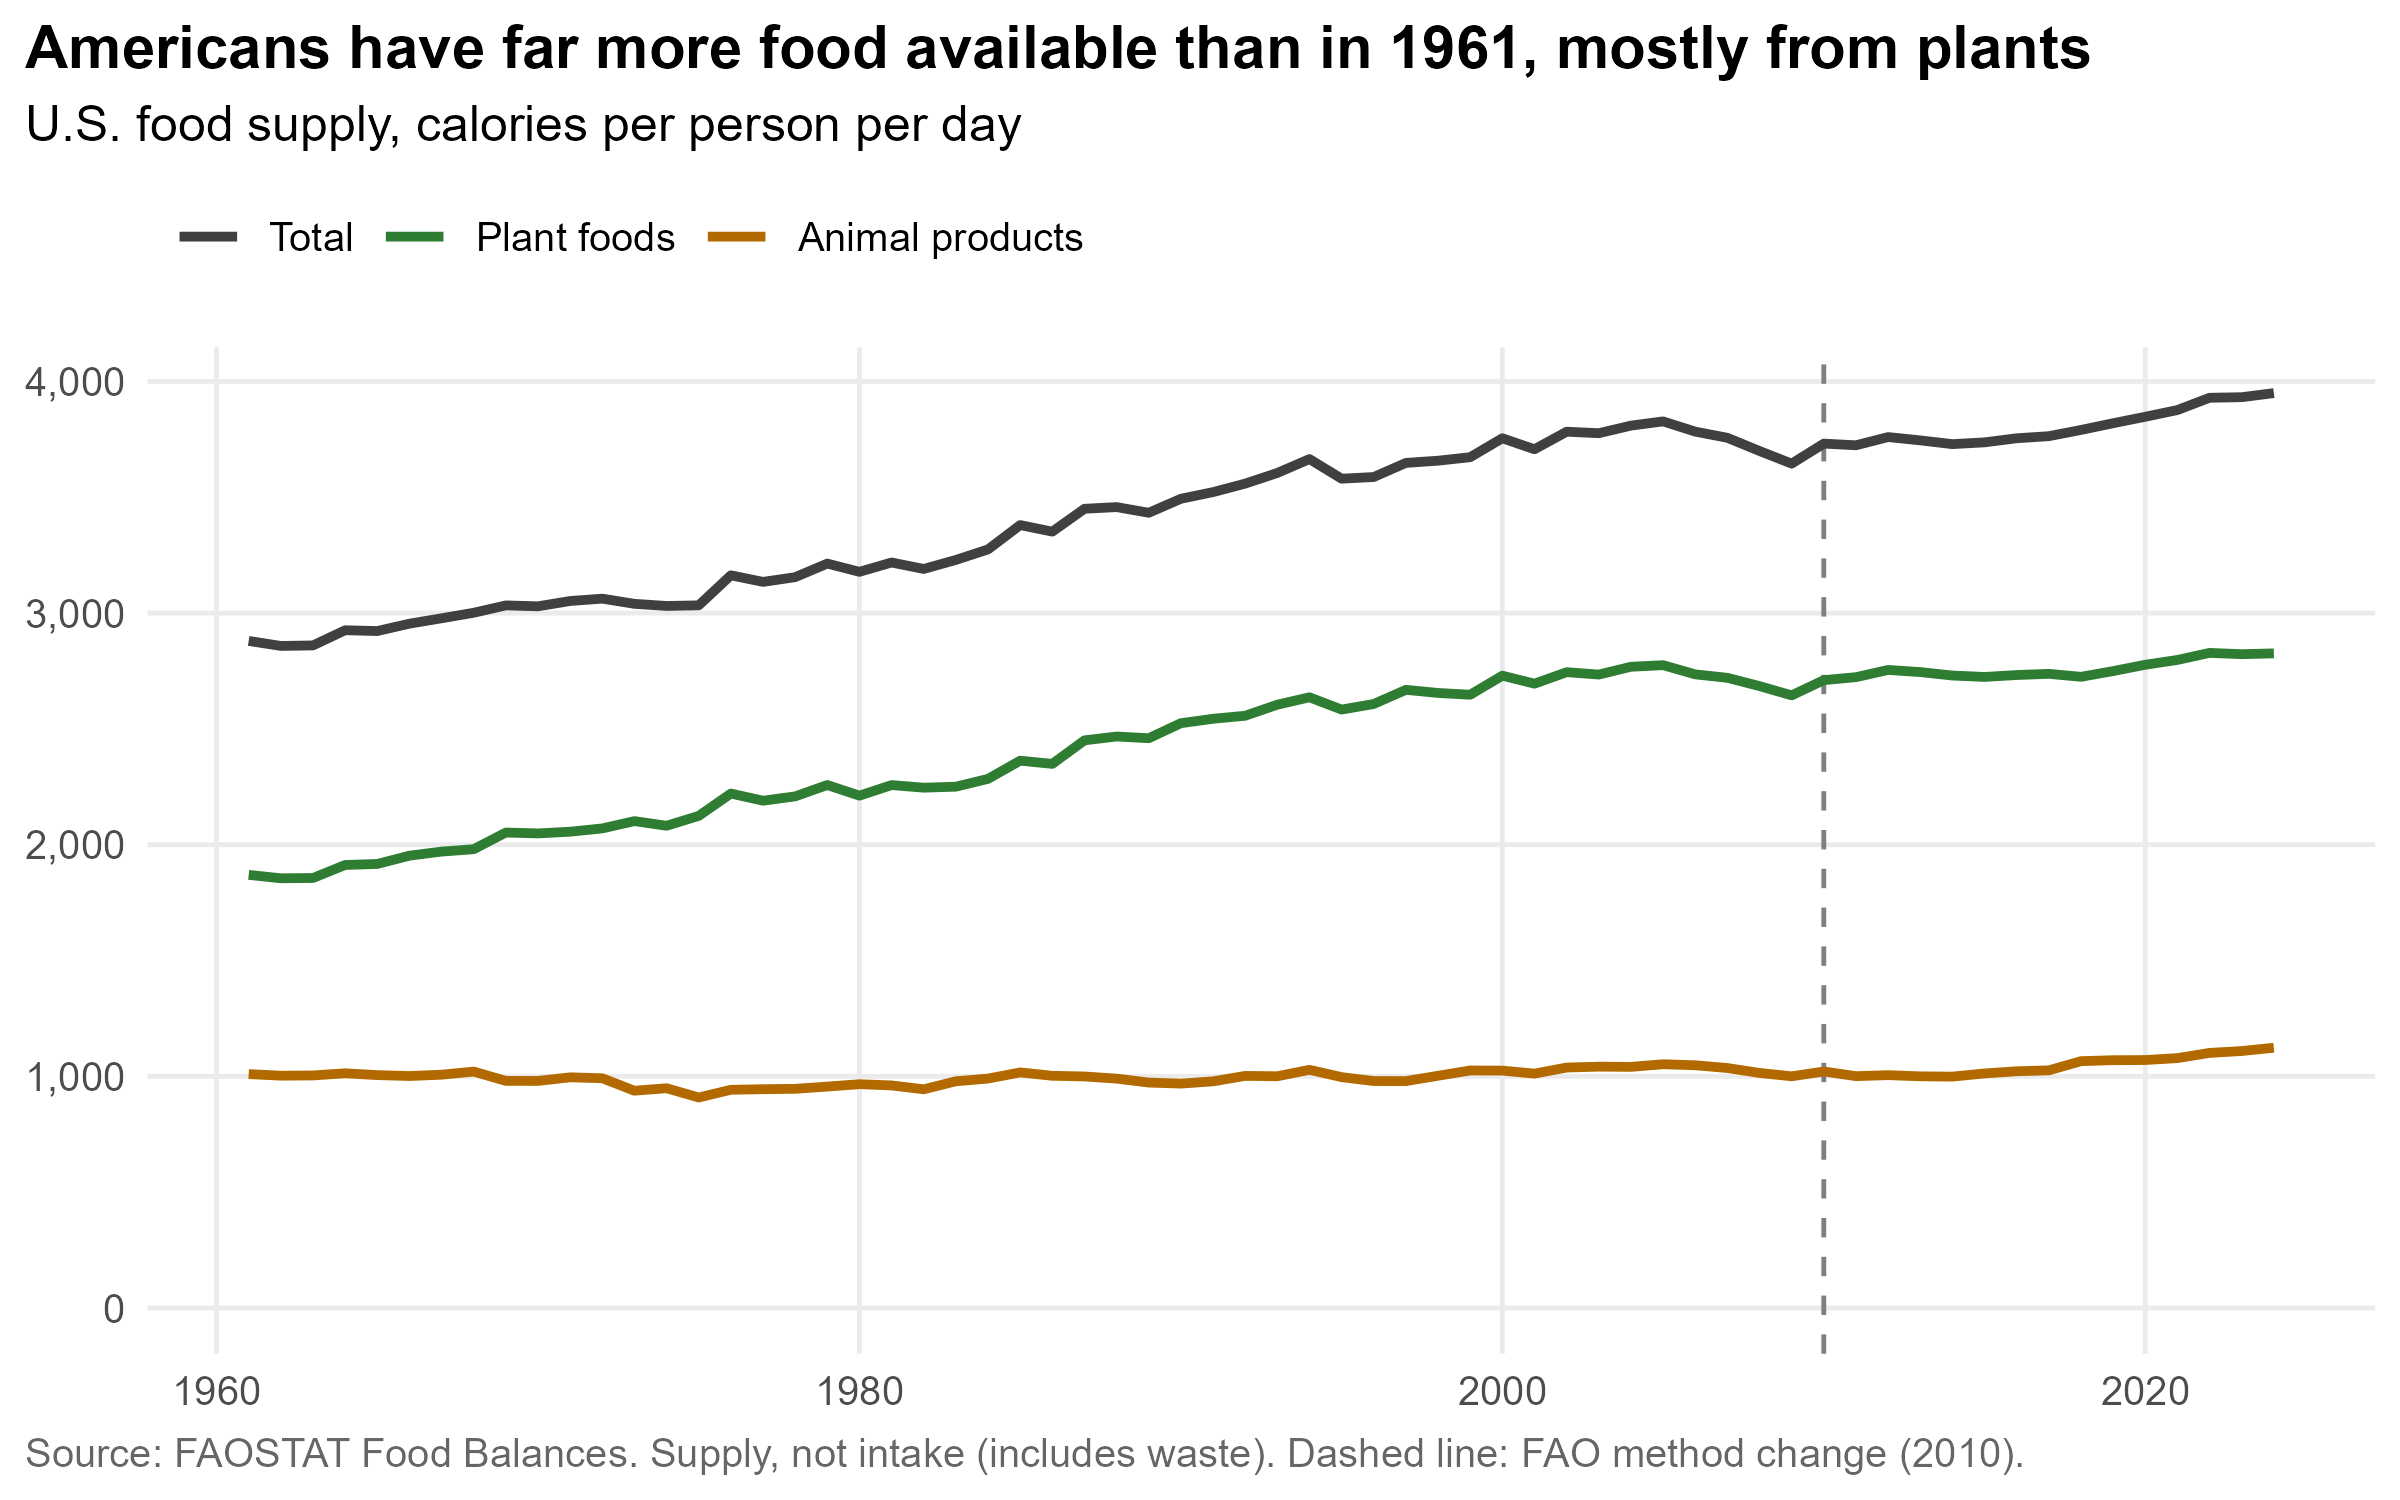 Americans have far more food available than in 1961, mostly from plants
U.S. food supply, calories per person per day
Total Plant foods Animal products
4,000
3,000
2,000
1,000
0
1960 1980 2000 2020
Source: FAOSTAT Food Balances. Supply, not intake (includes waste). Dashed line: FAO method change (2010).